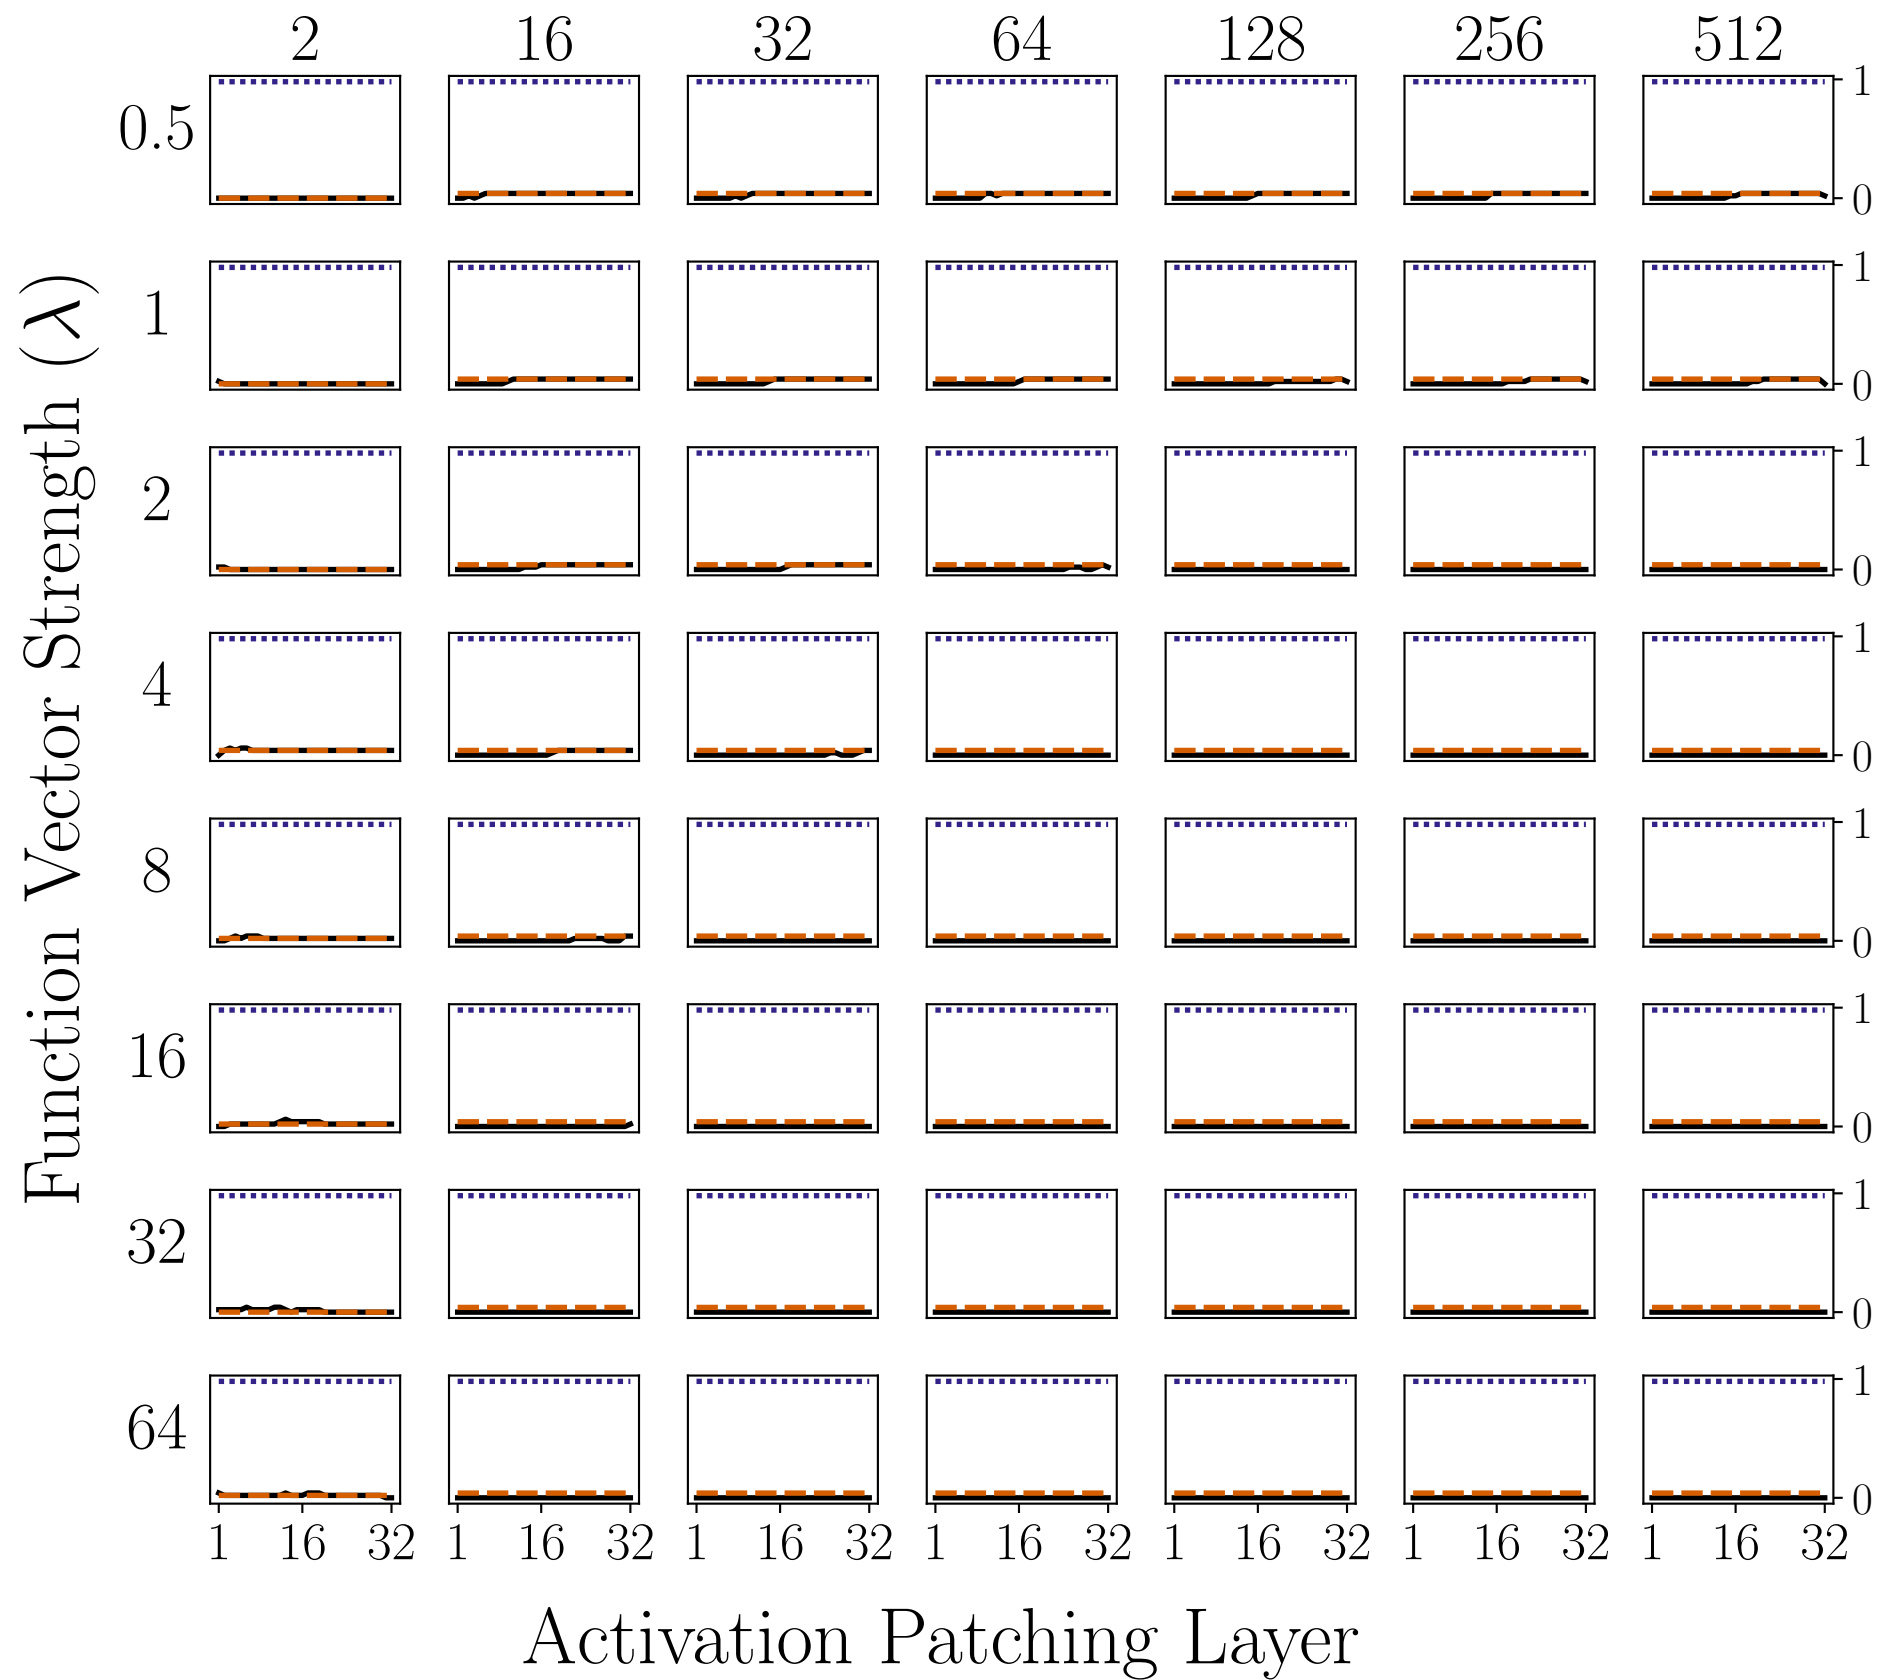 2 16 32 64 128 256 512
0.5 1 0
1 1 0
2 1 0
4 1 0
8 1 0
16 1 0
32 1 0
64 1 0
Function Vector Strength (λ)
1 16 32 1 16 32 1 16 32 1 16 32 1 16 32 1 16 32 1 16 32
Activation Patching Layer